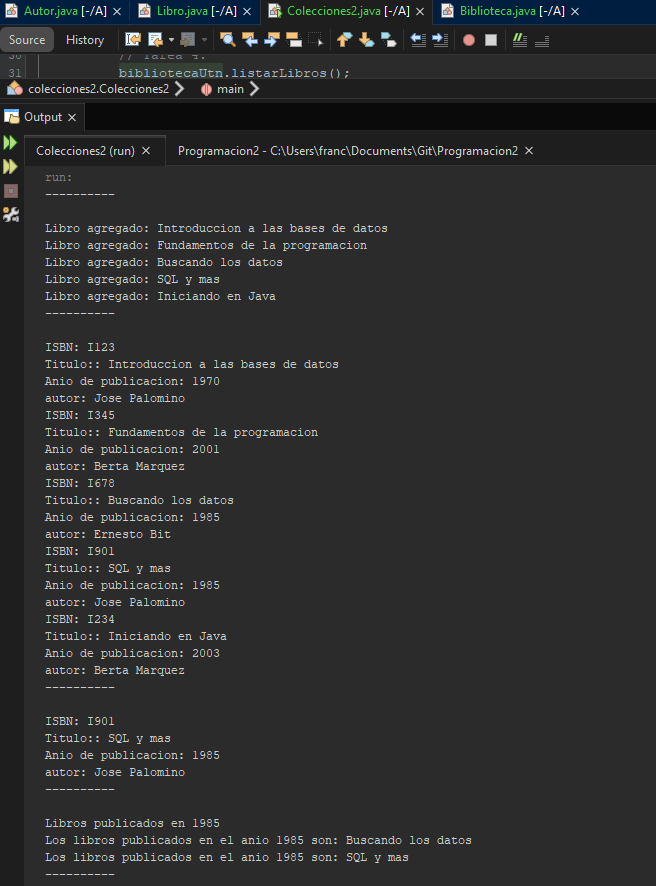 Autor.java [-/A] Libro.java [-/A] Colecciones2.java [-/A] Biblioteca.java [-/A]
Source History
30 // Tarea 4.
31 bibliotecaUtn.listarLibros();
colecciones2.Colecciones2 main
Output
Colecciones2 (run) Programacion2 - C:\Users\franc\Documents\Git\Programacion2
run:
----------
Libro agregado: Introduccion a las bases de datos
Libro agregado: Fundamentos de la programacion
Libro agregado: Buscando los datos
Libro agregado: SQL y mas
Libro agregado: Iniciando en Java
----------
ISBN: I123
Titulo:: Introduccion a las bases de datos
Anio de publicacion: 1970
autor: Jose Palomino
ISBN: I345
Titulo:: Fundamentos de la programacion
Anio de publicacion: 2001
autor: Berta Marquez
ISBN: I678
Titulo:: Buscando los datos
Anio de publicacion: 1985
autor: Ernesto Bit
ISBN: I901
Titulo:: SQL y mas
Anio de publicacion: 1985
autor: Jose Palomino
ISBN: I234
Titulo:: Iniciando en Java
Anio de publicacion: 2003
autor: Berta Marquez
----------
ISBN: I901
Titulo:: SQL y mas
Anio de publicacion: 1985
autor: Jose Palomino
----------
Libros publicados en 1985
Los libros publicados en el anio 1985 son: Buscando los datos
Los libros publicados en el anio 1985 son: SQL y mas
----------